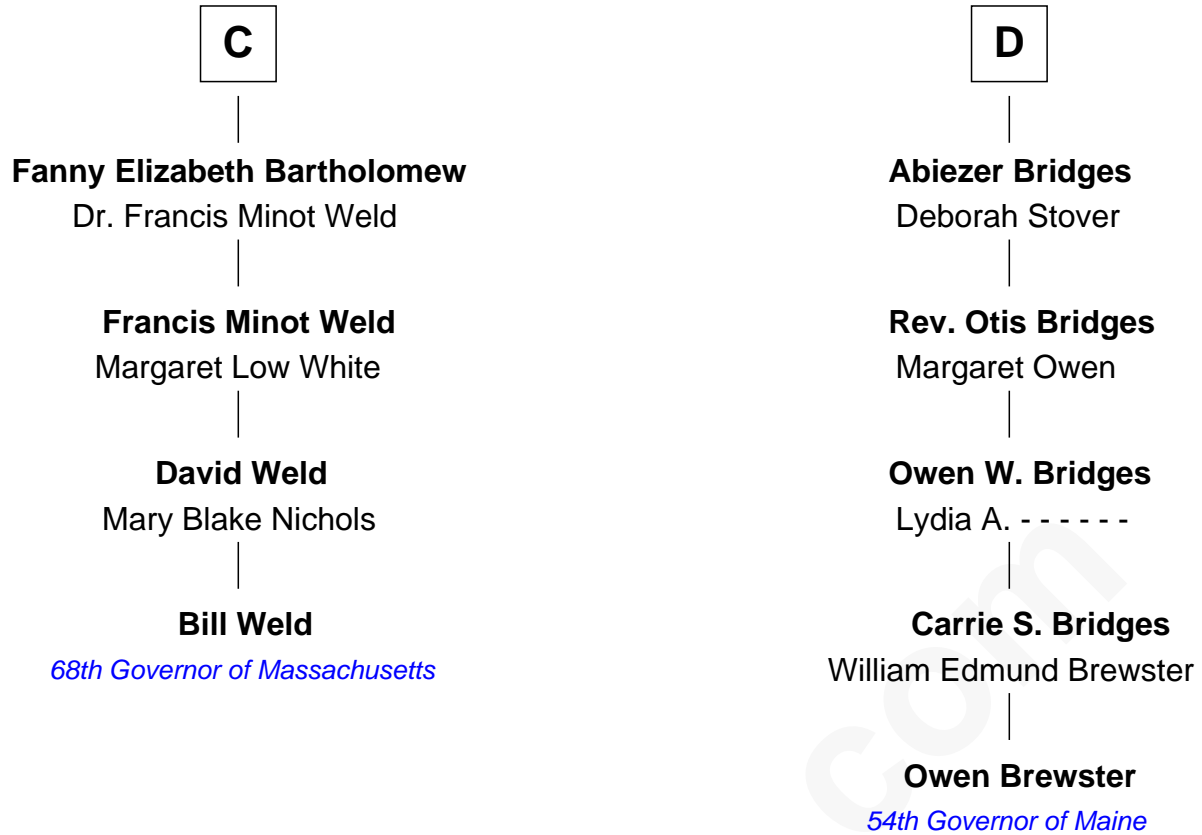 C
Fanny Elizabeth Bartholomew
Dr. Francis Minot Weld
Francis Minot Weld
Margaret Low White
David Weld
Mary Blake Nichols
Bill Weld
68th Governor of Massachusetts
D
Abiezer Bridges
Deborah Stover
Rev. Otis Bridges
Margaret Owen
Owen W. Bridges
Lydia A. - - - - - -
Carrie S. Bridges
William Edmund Brewster
Owen Brewster
54th Governor of Maine
com